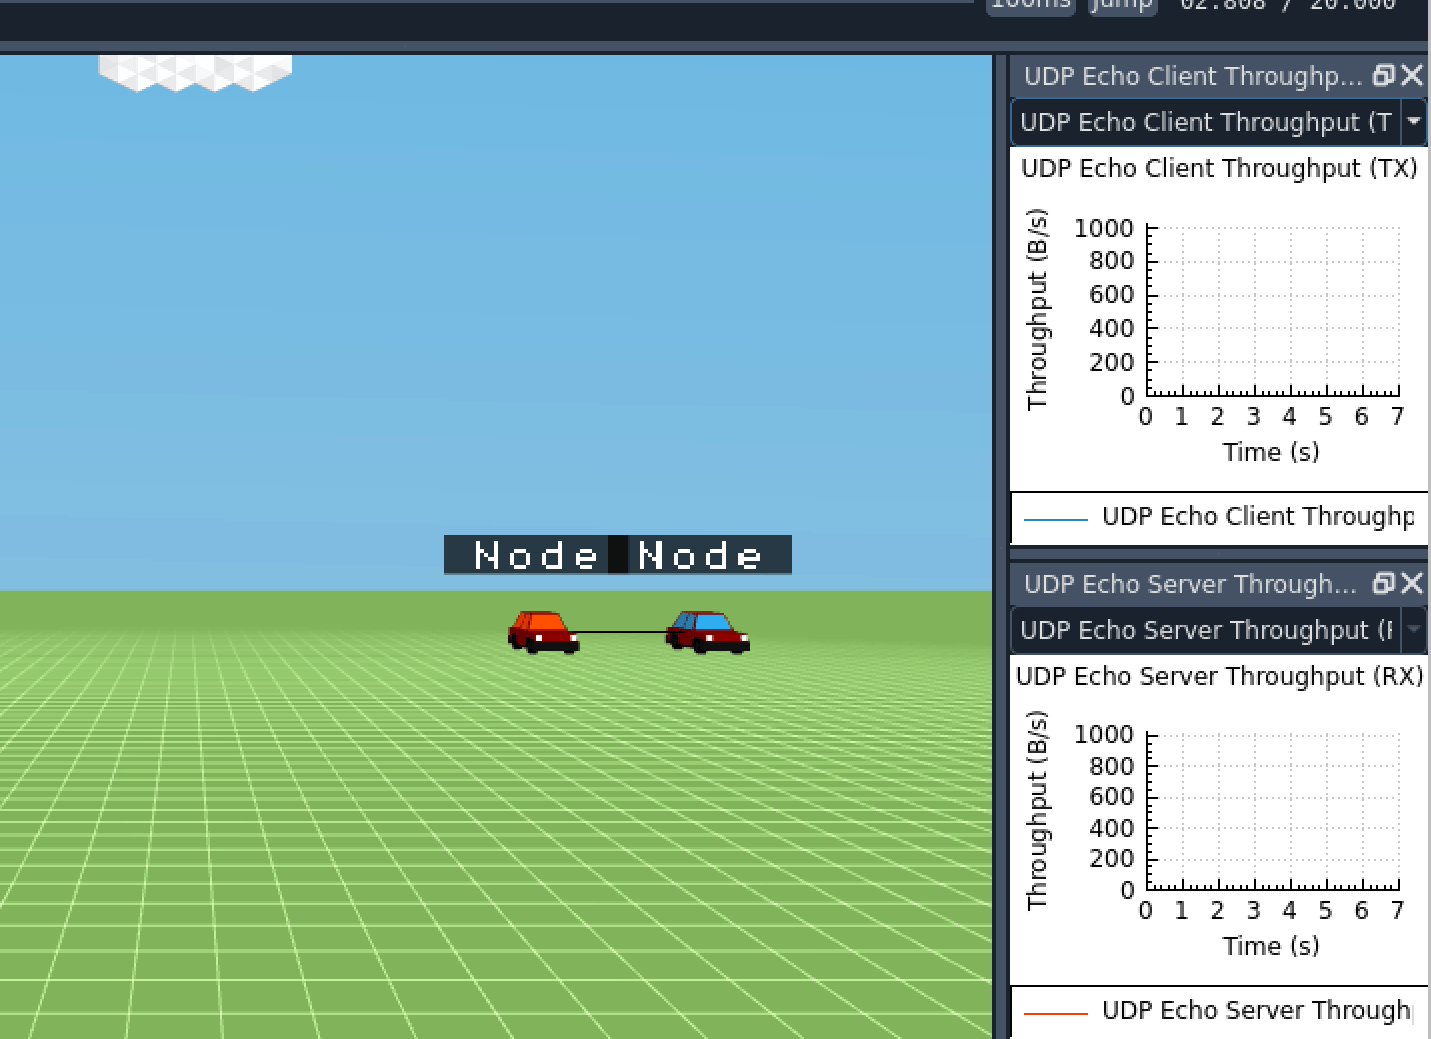 100ms jump 02.808 / 20.000
UDP Echo Client Throughp...
UDP Echo Client Throughput (T
UDP Echo Client Throughput (TX)
Throughput (B/s)
1000
800
600
400
200
0
0 1 2 3 4 5 6 7
Time (s)
UDP Echo Client Throughp
Node Node
UDP Echo Server Through...
UDP Echo Server Throughput (F
UDP Echo Server Throughput (RX)
Throughput (B/s)
1000
800
600
400
200
0
0 1 2 3 4 5 6 7
Time (s)
UDP Echo Server Through